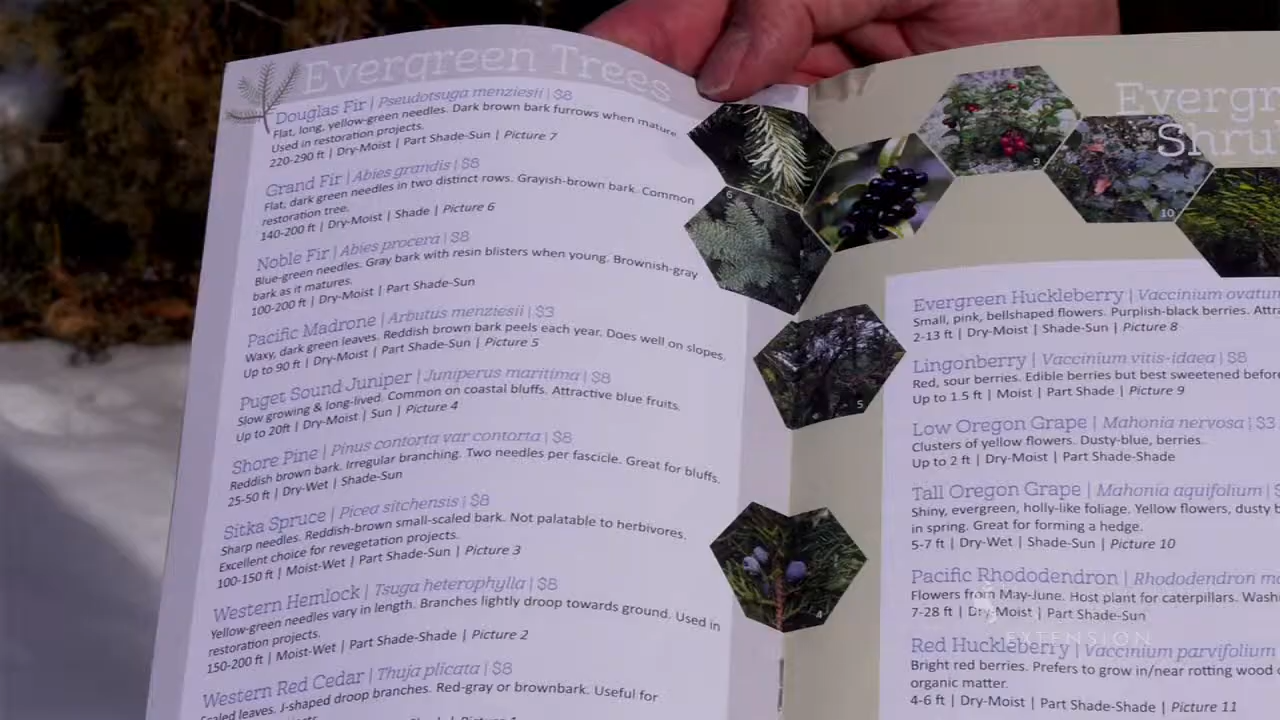 Evergreen Trees
Douglas Fir | Pseudotsuga menziesii | $8
Flat, long, yellow-green needles. Dark brown bark furrows when mature.
Used in restoration projects.
220-290 ft | Dry-Moist | Part Shade-Sun | Picture 7
Grand Fir | Abies grandis | $8
Flat, dark green needles in two distinct rows. Grayish-brown bark. Common
restoration tree.
140-200 ft | Dry-Moist | Shade | Picture 6
Noble Fir | Abies procera | $8
Blue-green needles. Gray bark with resin blisters when young. Brownish-gray
bark as it matures.
100-200 ft | Dry-Moist | Part Shade-Sun
Pacific Madrone | Arbutus menziesii | $3
Waxy, dark green leaves. Reddish brown bark peels each year. Does well on slopes.
Up to 90 ft | Dry-Moist | Part Shade-Sun | Picture 5
Puget Sound Juniper | Juniperus maritima | $8
Slow growing & long-lived. Common on coastal bluffs. Attractive blue fruits.
Up to 20ft | Dry-Moist | Sun | Picture 4
Shore Pine | Pinus contorta var contorta | $8
Reddish brown bark. Irregular branching. Two needles per fascicle. Great for bluffs.
25-50 ft | Dry-Wet | Shade-Sun
Sitka Spruce | Picea sitchensis | $8
Sharp needles. Reddish-brown small-scaled bark. Not palatable to herbivores.
Excellent choice for revegetation projects.
100-150 ft | Moist-Wet | Part Shade-Sun | Picture 3
Western Hemlock | Tsuga heterophylla | $8
Yellow-green needles vary in length. Branches lightly droop towards ground. Used in
restoration projects.
150-200 ft | Moist-Wet | Part Shade-Shade | Picture 2
Western Red Cedar | Thuja plicata | $8
Scaled leaves. J-shaped droop branches. Red-gray or brownbark. Useful for
6
9
10
5
4
Evergr
Shru
Evergreen Huckleberry | Vaccinium ovatum
Small, pink, bellshaped flowers. Purplish-black berries. Attra
2-13 ft | Dry-Moist | Shade-Sun | Picture 8
Lingonberry | Vaccinium vitis-idaea | $8
Red, sour berries. Edible berries but best sweetened before
Up to 1.5 ft | Moist | Part Shade | Picture 9
Low Oregon Grape | Mahonia nervosa | $3
Clusters of yellow flowers. Dusty-blue, berries.
Up to 2 ft | Dry-Moist | Part Shade-Shade
Tall Oregon Grape | Mahonia aquifolium | $
Shiny, evergreen, holly-like foliage. Yellow flowers, dusty b
in spring. Great for forming a hedge.
5-7 ft | Dry-Wet | Shade-Sun | Picture 10
Pacific Rhododendron | Rhododendron ma
Flowers from May-June. Host plant for caterpillars. Wash
7-28 ft | Dry-Moist | Part Shade-Sun
EXTENSION
Red Huckleberry | Vaccinium parvifolium
Bright red berries. Prefers to grow in/near rotting wood o
organic matter.
4-6 ft | Dry-Moist | Part Shade-Shade | Picture 11